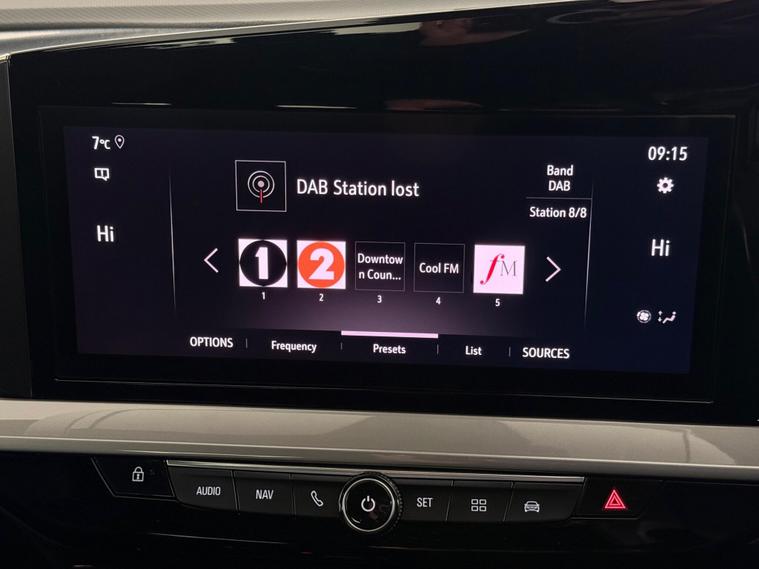 7°C
09:15
DAB Station lost
Band
DAB
Station 8/8
Hi
Hi
1
2
Downtow
n Coun...
Cool FM
fM
1
2
3
4
5
OPTIONS
Frequency
Presets
List
SOURCES
AUDIO
NAV
SET